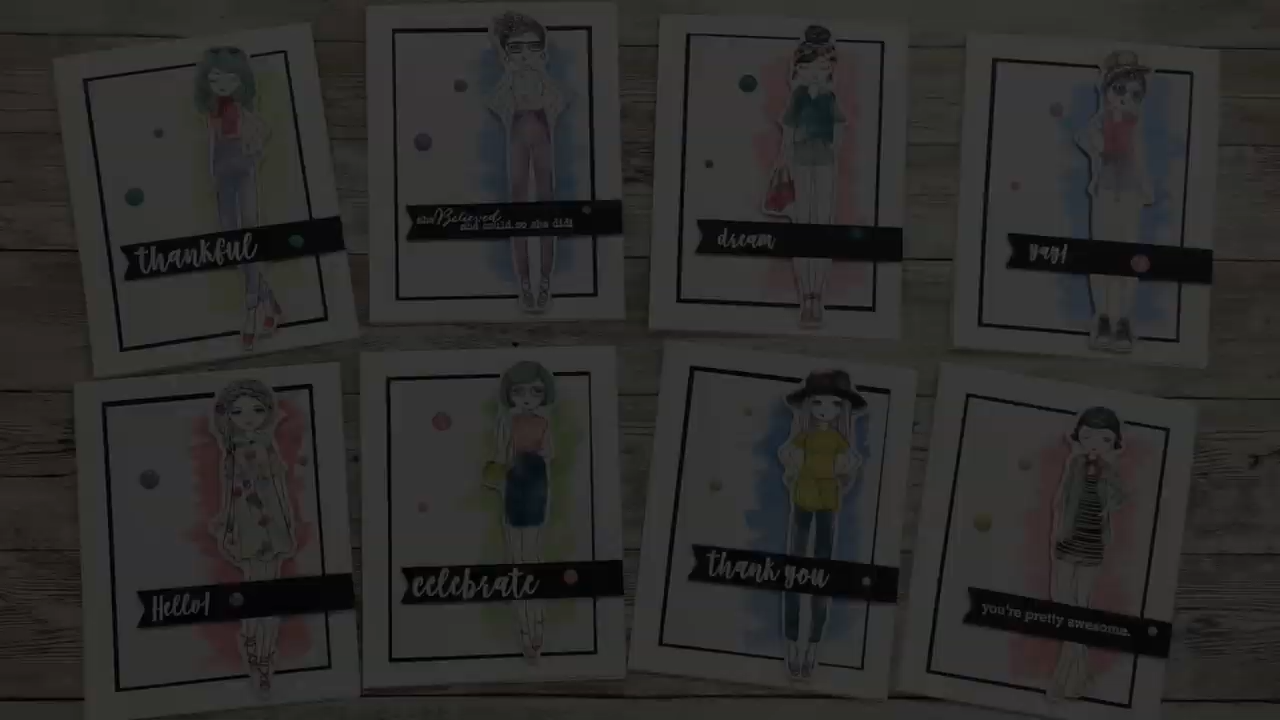 thankful
she Believed
she could so she did!
dream
yay!
Hello!
celebrate
thank you
you're pretty awesome.